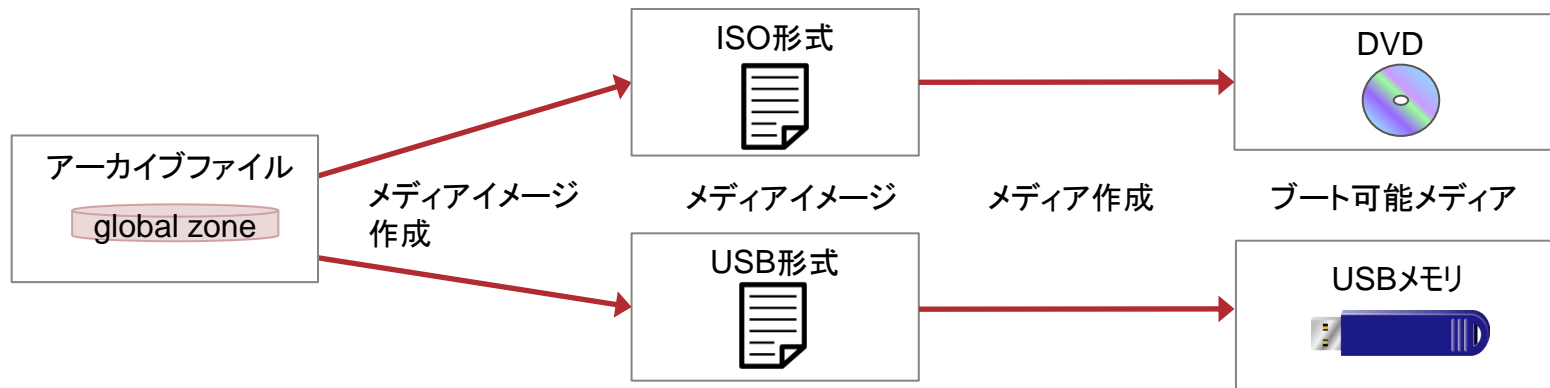 アーカイブファイル
global zone
メディアイメージ
作成
ISO形式
メディアイメージ
USB形式
メディア作成
DVD
ブート可能メディア
USBメモリ